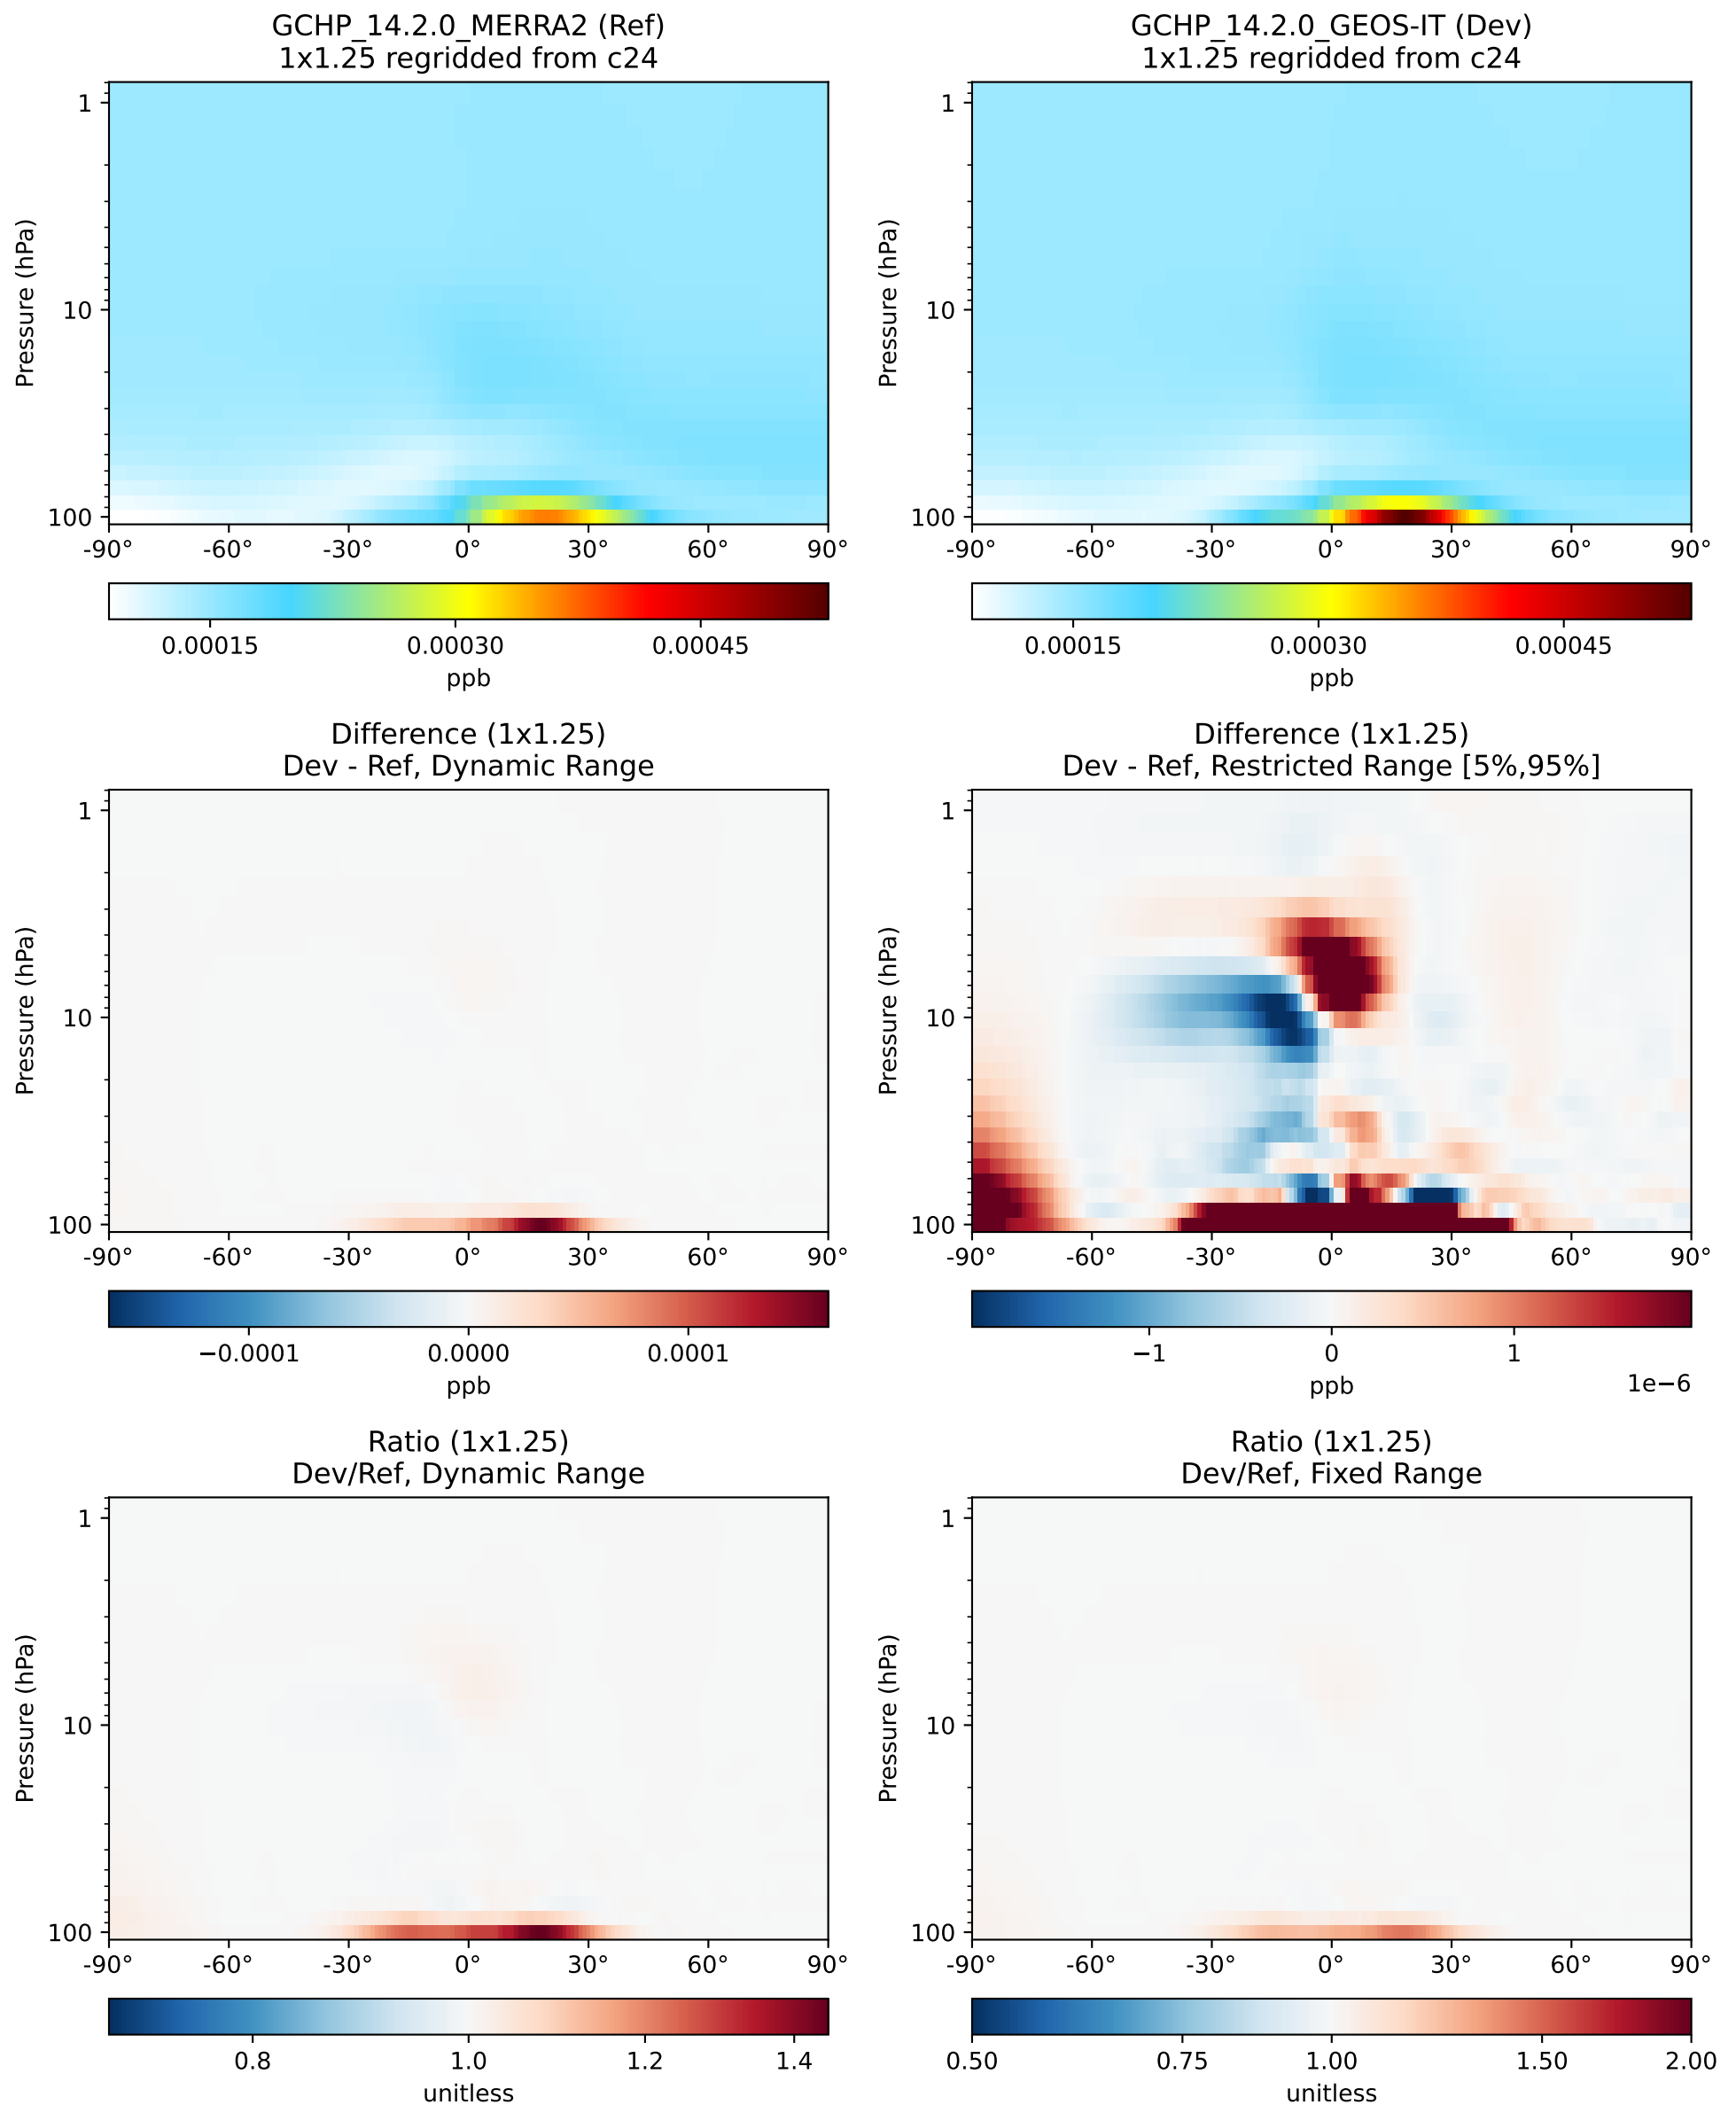 GCHP_14.2.0_MERRA2 (Ref)
1x1.25 regridded from c24
1
10
100
Pressure (hPa)
-90° -60° -30° 0° 30° 60° 90°
0.00015 0.00030 0.00045
ppb
GCHP_14.2.0_GEOS-IT (Dev)
1x1.25 regridded from c24
1
10
100
Pressure (hPa)
-90° -60° -30° 0° 30° 60° 90°
0.00015 0.00030 0.00045
ppb
Difference (1x1.25)
Dev - Ref, Dynamic Range
1
10
100
Pressure (hPa)
-90° -60° -30° 0° 30° 60° 90°
−0.0001 0.0000 0.0001
ppb
Difference (1x1.25)
Dev - Ref, Restricted Range [5%,95%]
1
10
100
Pressure (hPa)
-90° -60° -30° 0° 30° 60° 90°
−1 0 1
ppb
1e−6
Ratio (1x1.25)
Dev/Ref, Dynamic Range
1
10
100
Pressure (hPa)
-90° -60° -30° 0° 30° 60° 90°
0.8 1.0 1.2 1.4
unitless
Ratio (1x1.25)
Dev/Ref, Fixed Range
1
10
100
Pressure (hPa)
-90° -60° -30° 0° 30° 60° 90°
0.50 0.75 1.00 1.50 2.00
unitless